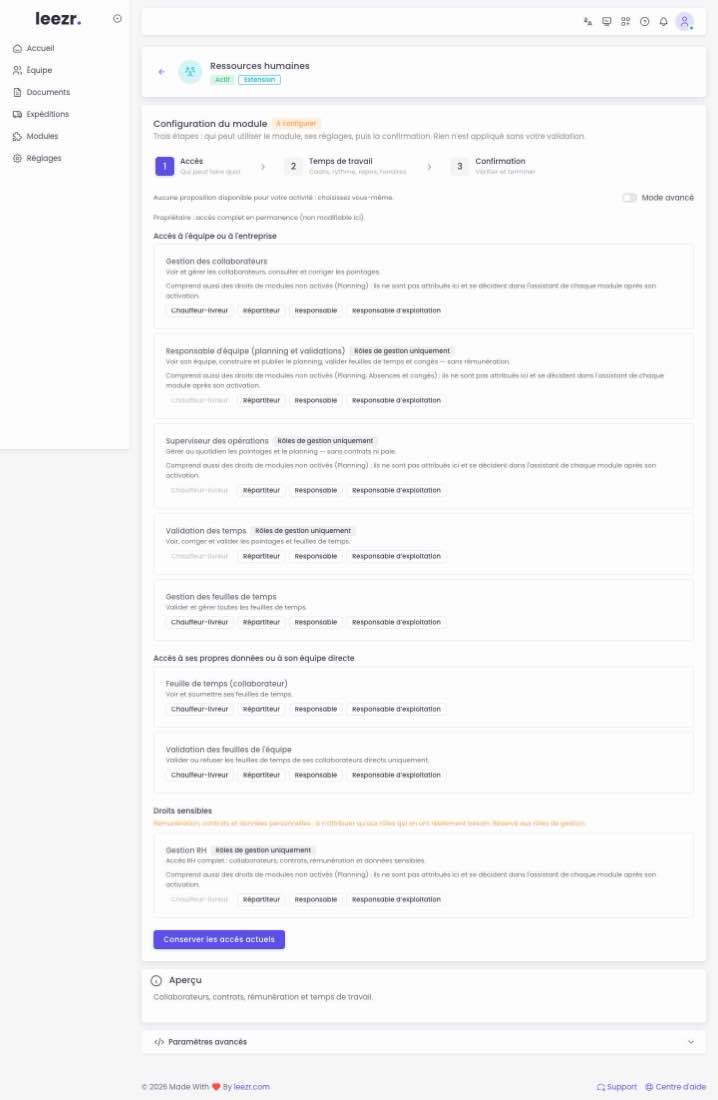 leezr.
Accueil
Équipe
Documents
Expéditions
Modules
Réglages
Ressources humaines
Actif
Extension
Configuration du module
À configurer
Trois étapes : qui peut utiliser le module, ses réglages, puis la confirmation. Rien n'est appliqué sans votre validation.
1
Accès
Qui peut faire quoi
2
Temps de travail
Cadre, rythme, repos, horaires
3
Confirmation
Vérifier et terminer
Aucune proposition disponible pour votre activité : choisissez vous-même.
Mode avancé
Propriétaire : accès complet en permanence (non modifiable ici).
Accès à l'équipe ou à l'entreprise
Gestion des collaborateurs
Voir et gérer les collaborateurs, consulter et corriger les pointages.
Comprend aussi des droits de modules non activés (Planning) : ils ne sont pas attribués ici et se décident dans l'assistant de chaque module après son
activation.
Chauffeur-livreur Répartiteur Responsable Responsable d'exploitation
Responsable d'équipe (planning et validations) Rôles de gestion uniquement
Voir son équipe, construire et publier le planning, valider feuilles de temps et congés — sans rémunération.
Comprend aussi des droits de modules non activés (Planning, Absences et congés) : ils ne sont pas attribués ici et se décident dans l'assistant de chaque
module après son activation.
Chauffeur-livreur Répartiteur Responsable Responsable d'exploitation
Superviseur des opérations Rôles de gestion uniquement
Gérer au quotidien les pointages et le planning — sans contrats ni paie.
Comprend aussi des droits de modules non activés (Planning) : ils ne sont pas attribués ici et se décident dans l'assistant de chaque module après son
activation.
Chauffeur-livreur Répartiteur Responsable Responsable d'exploitation
Validation des temps Rôles de gestion uniquement
Voir, corriger et valider les pointages et feuilles de temps.
Chauffeur-livreur Répartiteur Responsable Responsable d'exploitation
Gestion des feuilles de temps
Valider et gérer toutes les feuilles de temps.
Chauffeur-livreur Répartiteur Responsable Responsable d'exploitation
Accès à ses propres données ou à son équipe directe
Feuille de temps (collaborateur)
Voir et soumettre ses feuilles de temps.
Chauffeur-livreur Répartiteur Responsable Responsable d'exploitation
Validation des feuilles de l'équipe
Valider ou refuser les feuilles de temps de ses collaborateurs directs uniquement.
Chauffeur-livreur Répartiteur Responsable Responsable d'exploitation
Droits sensibles
Rémunération, contrats et données personnelles : à n'attribuer qu'aux rôles qui en ont réellement besoin. Réservé aux rôles de gestion.
Gestion RH Rôles de gestion uniquement
Accès RH complet : collaborateurs, contrats, rémunération et données sensibles.
Comprend aussi des droits de modules non activés (Planning) : ils ne sont pas attribués ici et se décident dans l'assistant de chaque module après son
activation.
Chauffeur-livreur Répartiteur Responsable Responsable d'exploitation
Conserver les accès actuels
Aperçu
Collaborateurs, contrats, rémunération et temps de travail.
Paramètres avancés
© 2026 Made With ❤️ By leezr.com
Support
Centre d'aide